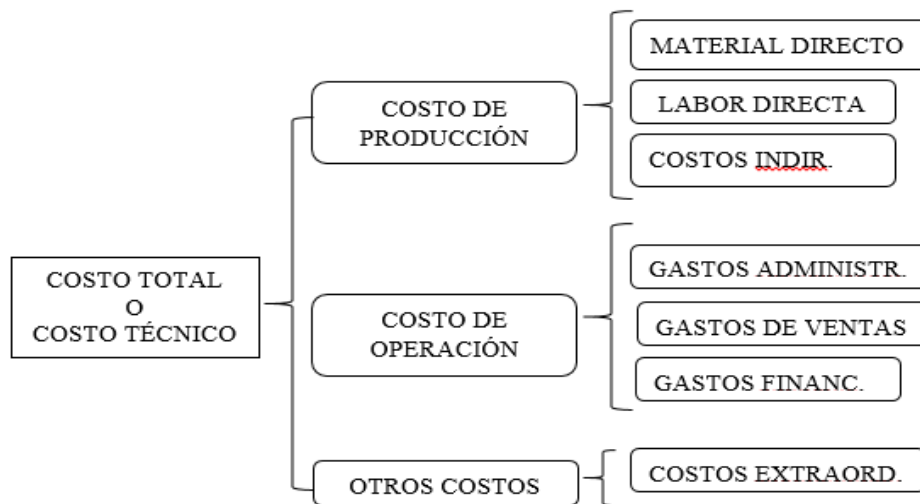 COSTO TOTAL
O
COSTO TÉCNICO
COSTO DE
PRODUCCIÓN
MATERIAL DIRECTO
LABOR DIRECTA
COSTOS INDIR.
COSTO DE
OPERACIÓN
GASTOS ADMINISTR.
GASTOS DE VENTAS
GASTOS FINANC.
OTROS COSTOS
COSTOS EXTRAORD.